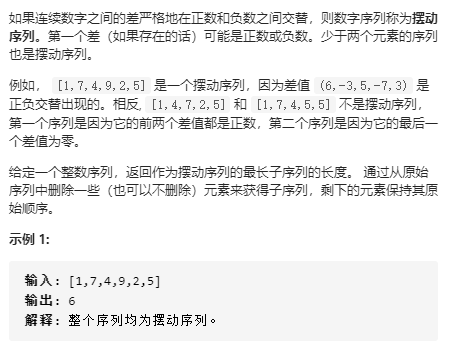 如果连续数字之间的差严格地在正数和负数之间交替，则数字序列称为摆动
序列。第一个差（如果存在的话）可能是正数或负数。少于两个元素的序列
也是摆动序列。
例如， [1,7,4,9,2,5] 是一个摆动序列，因为差值 (6,-3,5,-7,3) 是
正负交替出现的。相反, [1,4,7,2,5] 和 [1,7,4,5,5] 不是摆动序列，
第一个序列是因为它的前两个差值都是正数，第二个序列是因为它的最后一
个差值为零。
给定一个整数序列，返回作为摆动序列的最长子序列的长度。 通过从原始
序列中删除一些（也可以不删除）元素来获得子序列，剩下的元素保持其原
始顺序。
示例 1:
输入: [1,7,4,9,2,5]
输出: 6
解释: 整个序列均为摆动序列。